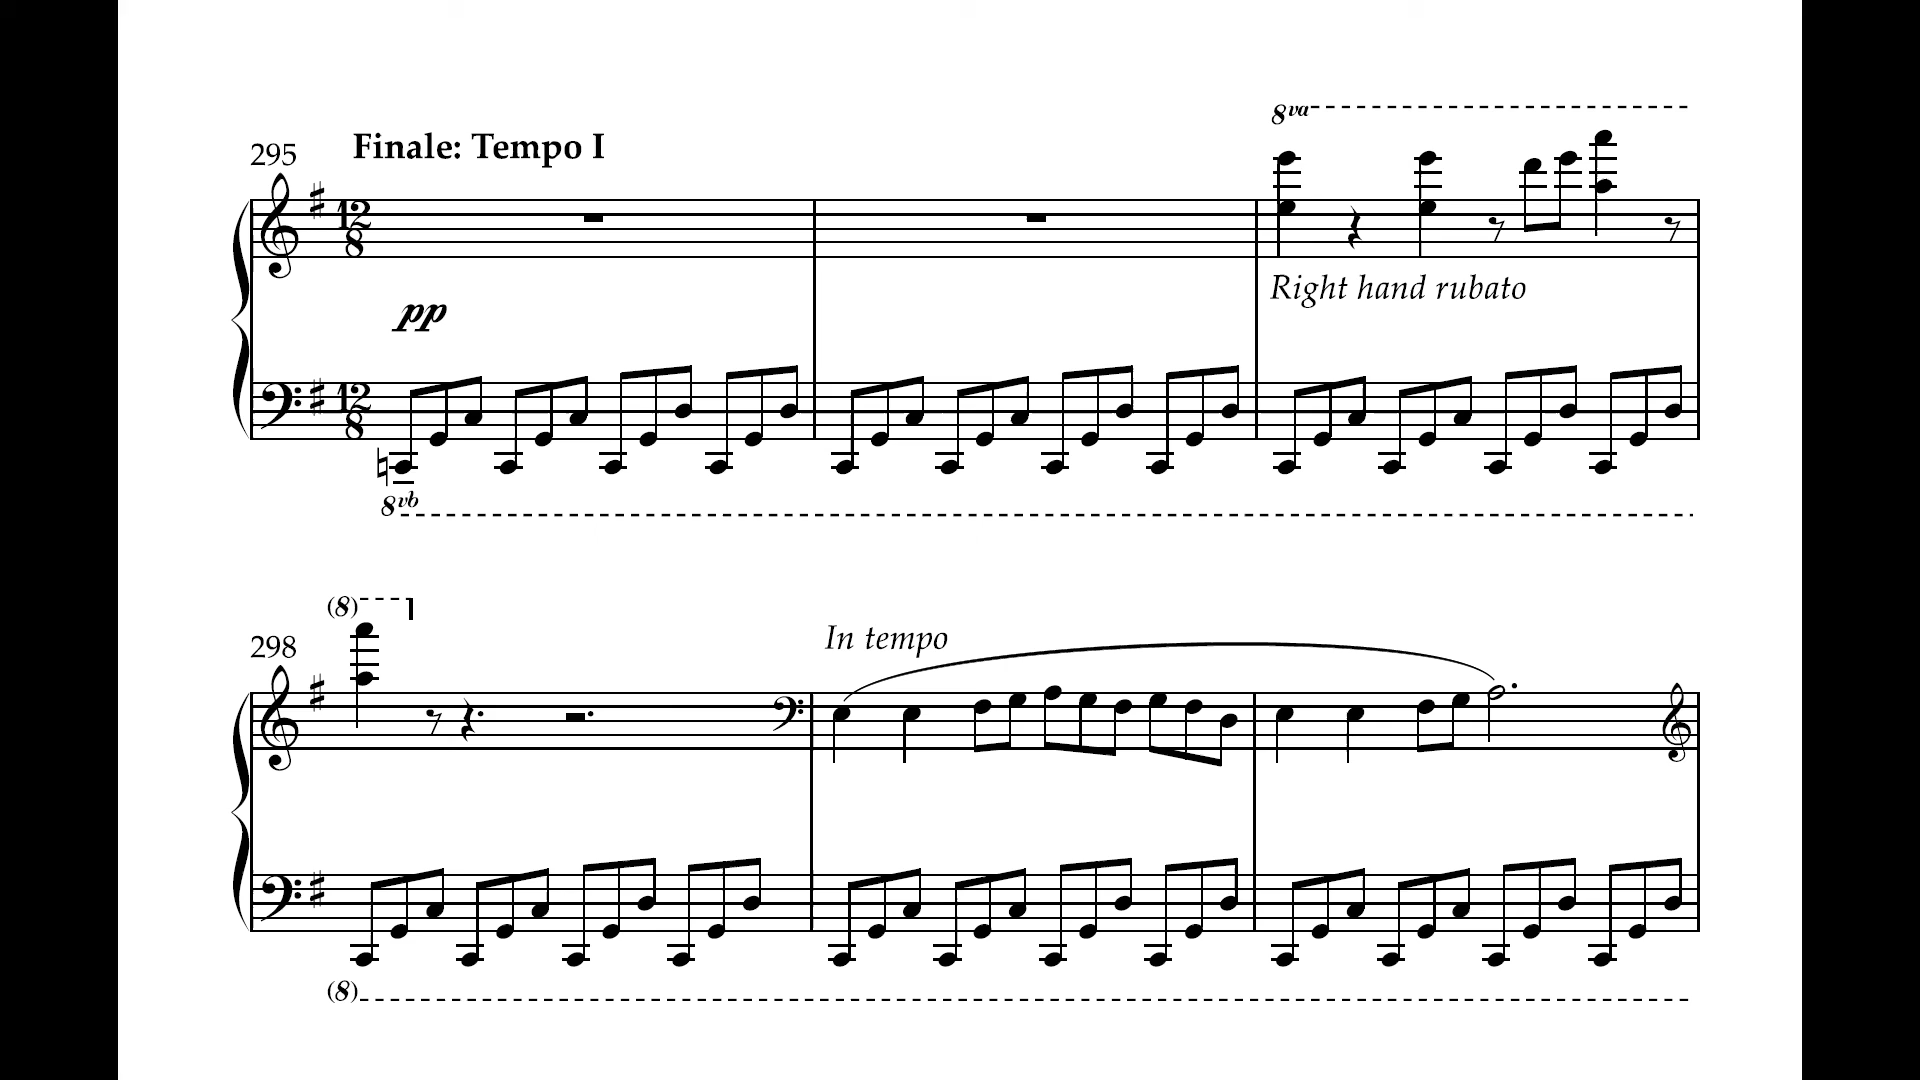 8va
295 Finale: Tempo I
12
8
Right hand rubato
pp
12
8
8vb
(8)
298 In tempo
(8)